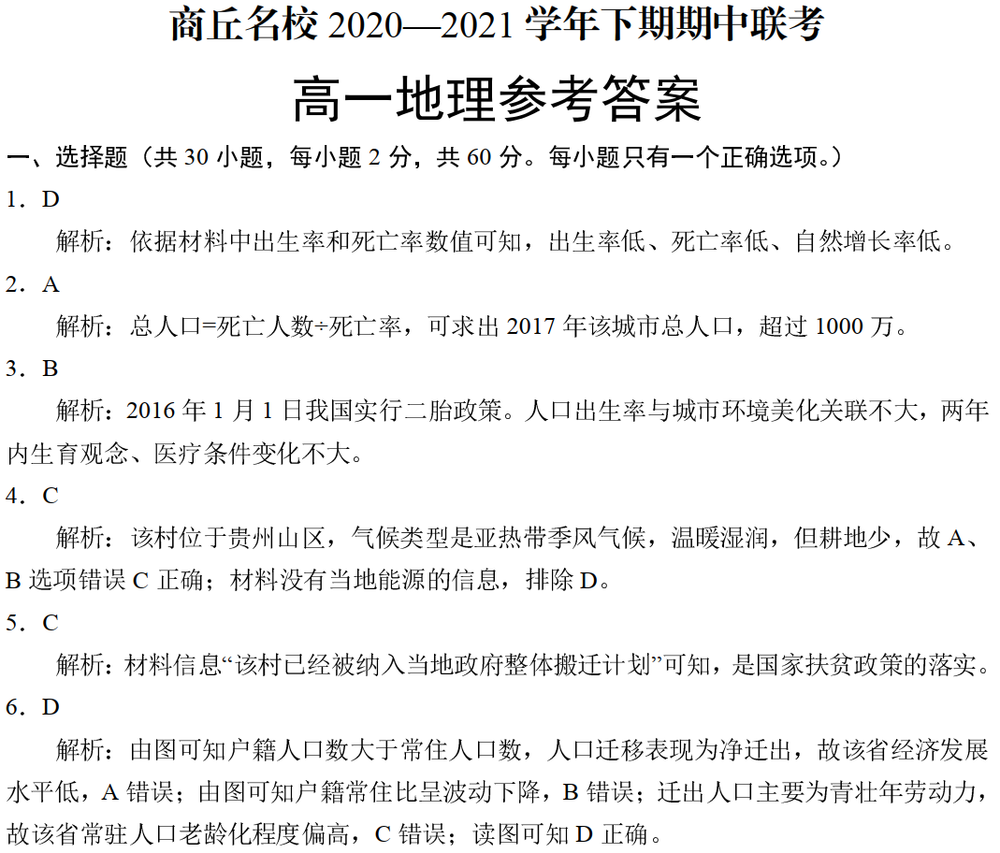 商丘名校 2020—2021 学年下期期中联考
高一地理参考答案
一、选择题（共 30 小题，每小题 2 分，共 60 分。每小题只有一个正确选项。）
1．D
解析：依据材料中出生率和死亡率数值可知，出生率低、死亡率低、自然增长率低。
2．A
解析：总人口=死亡人数÷死亡率，可求出 2017 年该城市总人口，超过 1000 万。
3．B
解析：2016 年 1 月 1 日我国实行二胎政策。人口出生率与城市环境美化关联不大，两年
内生育观念、医疗条件变化不大。
4．C
解析：该村位于贵州山区，气候类型是亚热带季风气候，温暖湿润，但耕地少，故 A、
B 选项错误 C 正确；材料没有当地能源的信息，排除 D。
5．C
解析：材料信息“该村已经被纳入当地政府整体搬迁计划”可知，是国家扶贫政策的落实。
6．D
解析：由图可知户籍人口数大于常住人口数，人口迁移表现为净迁出，故该省经济发展
水平低，A 错误；由图可知户籍常住比呈波动下降，B 错误；迁出人口主要为青壮年劳动力，
故该省常驻人口老龄化程度偏高，C 错误；读图可知 D 正确。